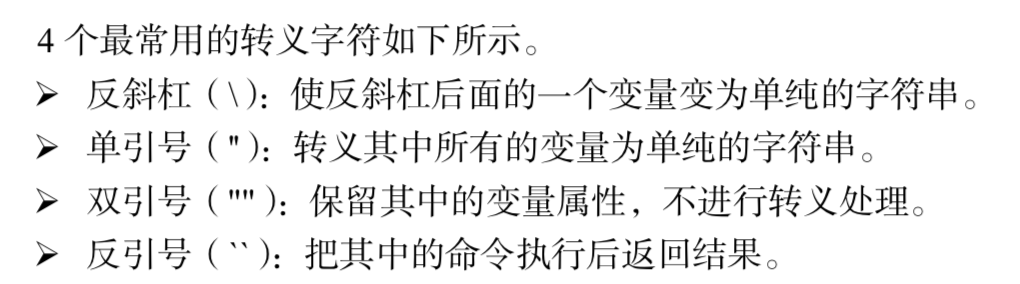 4 个最常用的转义字符如下所示。
➢ 反斜杠（\）：使反斜杠后面的一个变量变为单纯的字符串。
➢ 单引号（''）：转义其中所有的变量为单纯的字符串。
➢ 双引号（""）：保留其中的变量属性，不进行转义处理。
➢ 反引号（``）：把其中的命令执行后返回结果。